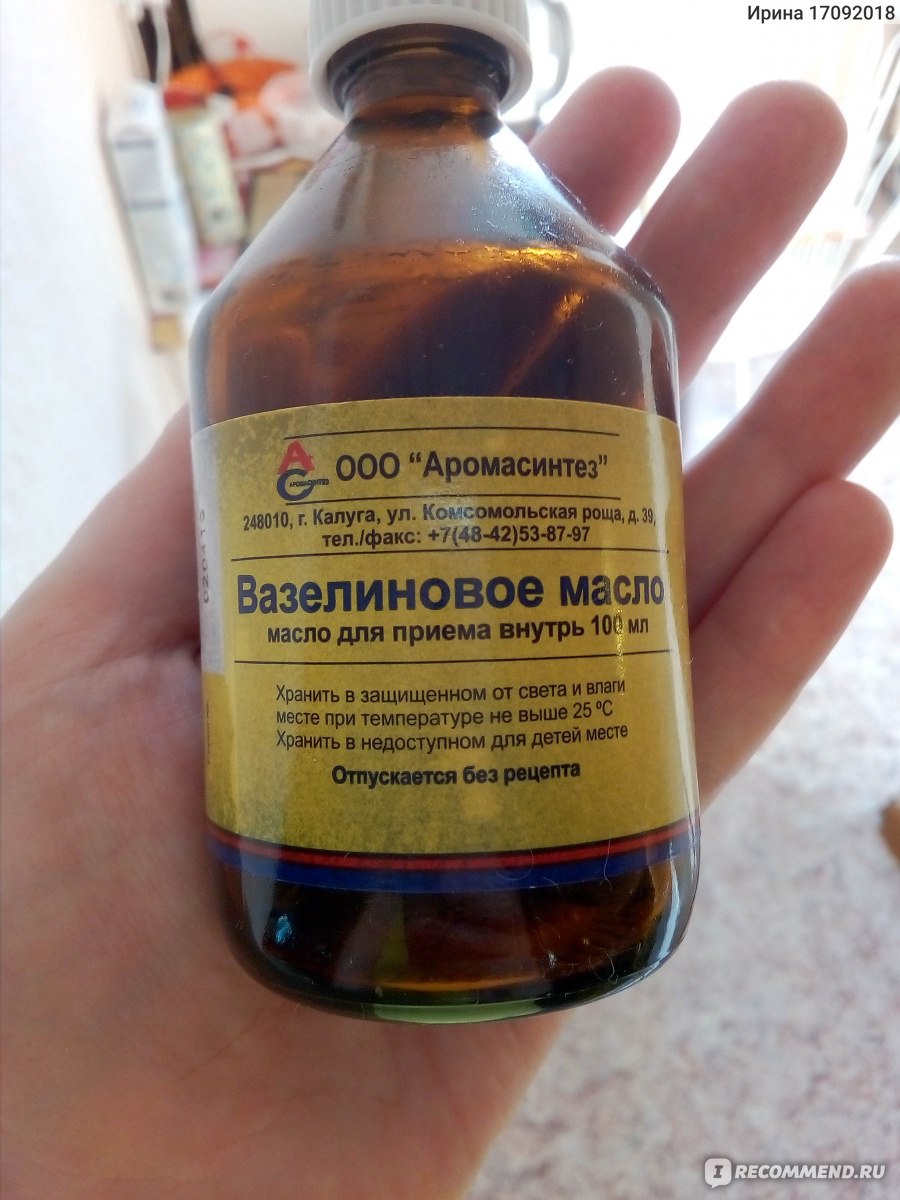 Ирина 17092018
ООО “Аромасинтез”
АРОМАСИНТЕЗ
248010, г. Калуга, ул. Комсомольская роща, д. 39,
тел./факс: +7(48-42)53-87-97
Вазелиновое масло
масло для приема внутрь 100 мл
Хранить в защищенном от света и влаги
месте при температуре не выше 25 ºС
Хранить в недоступном для детей месте
Отпускается без рецепта
IRECOMMEND.RU